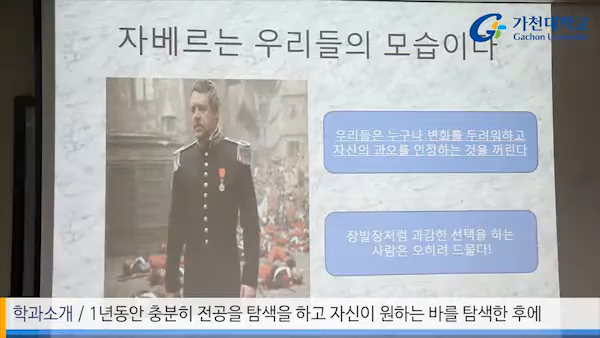 가천대학교
Gachon University
자베르는 우리들의 모습이다
우리들은 누구나 변화를 두려워하고
자신의 과오를 인정하는 것을 꺼린다
장발장처럼 과감한 선택을 하는
사람은 오히려 드물다!
학과소개 / 1년동안 충분히 전공을 탐색을 하고 자신이 원하는 바를 탐색한 후에